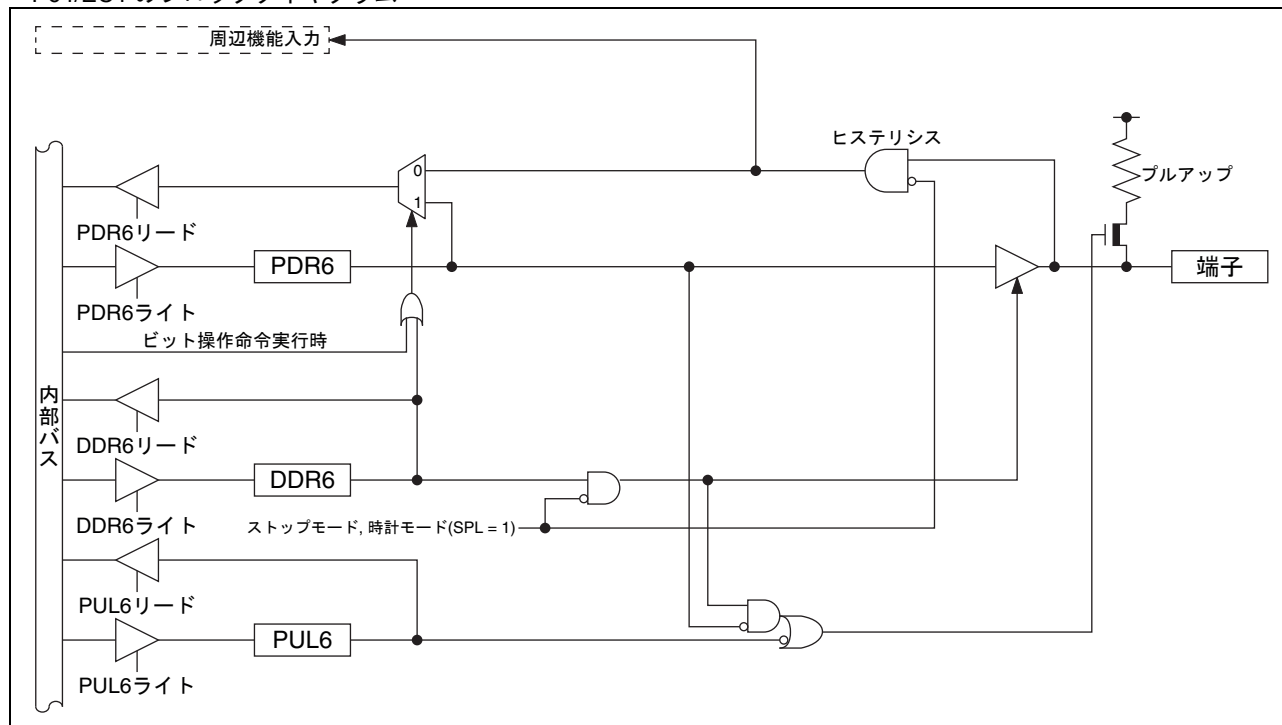 周辺機能入力
ヒステリシス
プルアップ
0
1
PDR6リード
PDR6
端子
PDR6ライト
ビット操作命令実行時
内部バス
DDR6リード
DDR6
DDR6ライト
ストップモード, 時計モード(SPL = 1)
PUL6リード
PUL6
PUL6ライト